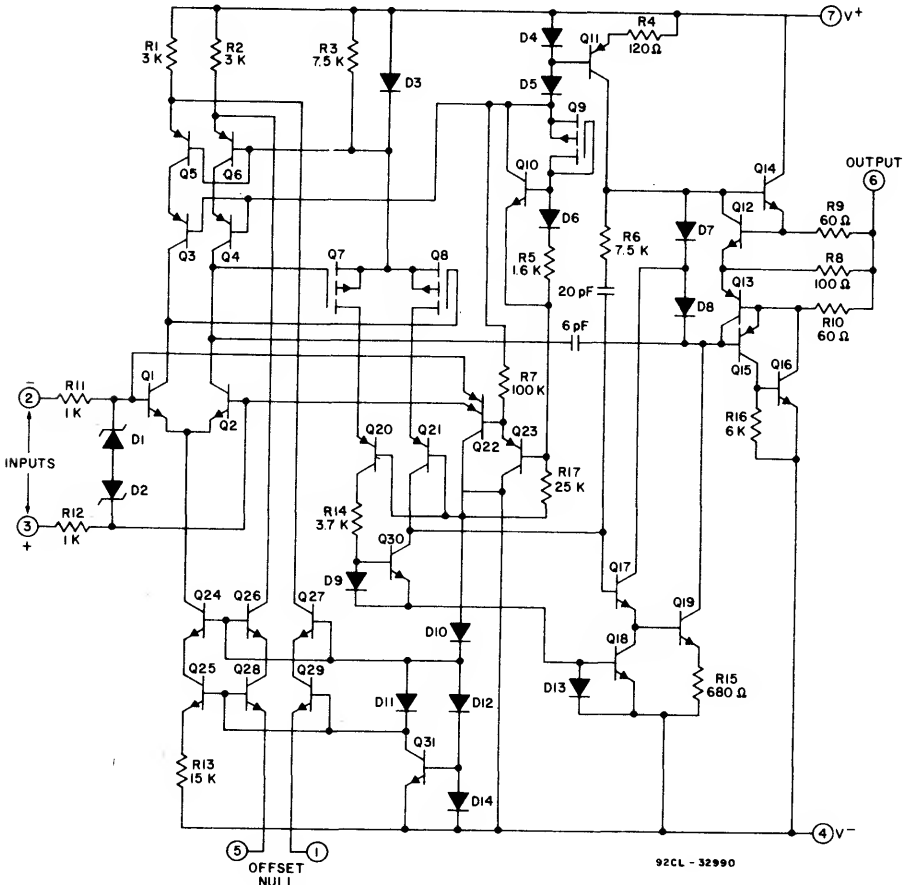 R1
3 K
R2
3 K
R3
7.5 K
D3
D4
D5
Q11
R4
120Ω
7 V+
Q5
Q6
Q9
Q10
Q14
OUTPUT
6
Q3
Q4
D6
R6
7.5 K
D7
Q12
R9
60 Ω
Q7
Q8
R5
1.6 K
R8
100 Ω
Q13
20 pF
D8
R10
60 Ω
6 pF
Q15
Q16
R7
100 K
R16
6 K
−
2
R11
1 K
Q1
Q2
D1
INPUTS
D2
3
+
R12
1 K
Q20
Q21
Q22
Q23
R17
25 K
R14
3.7 K
Q30
D9
Q17
Q19
Q24
Q26
Q27
D10
Q18
R15
680 Ω
D13
Q25
Q28
Q29
D11
D12
R13
15 K
Q31
D14
4 V−
5
1
OFFSET
NULL
92CL - 32990